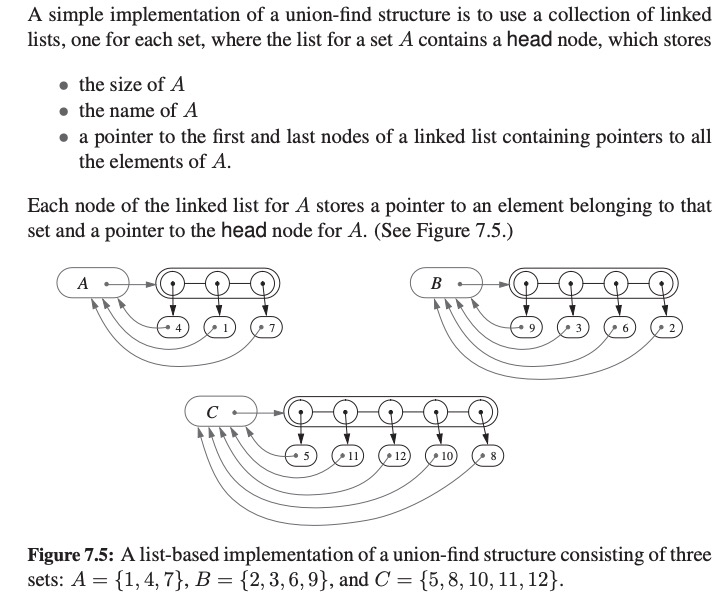 A simple implementation of a union-find structure is to use a collection of linked
lists, one for each set, where the list for a set A contains a head node, which stores
• the size of A
• the name of A
• a pointer to the first and last nodes of a linked list containing pointers to all
the elements of A.
Each node of the linked list for A stores a pointer to an element belonging to that
set and a pointer to the head node for A. (See Figure 7.5.)
A
4 1 7
B
9 3 6 2
C
5 11 12 10 8
Figure 7.5: A list-based implementation of a union-find structure consisting of three
sets: A = {1, 4, 7}, B = {2, 3, 6, 9}, and C = {5, 8, 10, 11, 12}.